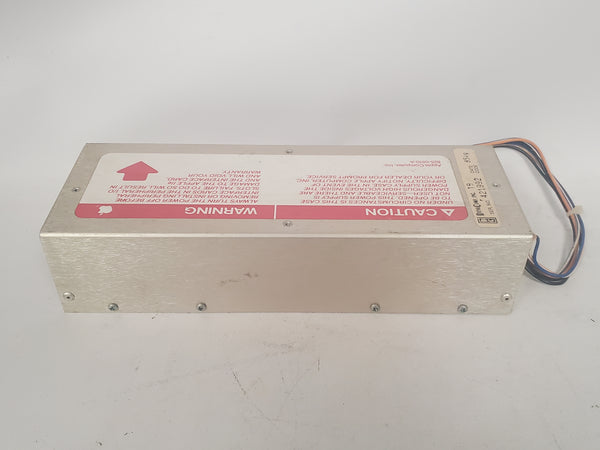 ⚠ CAUTION
UNDER NO CIRCUMSTANCES IS THIS CASE
TO BE OPENED. THIS POWER SUPPLY IS
NOT USER-SERVICEABLE AND THERE ARE
DANGEROUS HIGH VOLTAGES INSIDE THE
POWER SUPPLY CASE. IN THE EVENT OF
DIFFICULTY NOTIFY APPLE COMPUTER, INC.
OR YOUR DEALER FOR PROMPT SERVICE
Apple Computer, Inc.
WARNING
ALWAYS TURN THE POWER OFF BEFORE
REMOVING OR INSTALLING PERIPHERAL
INTERFACE CARDS IN THE PERIPHERAL I/O
SLOTS. FAILURE TO DO SO WILL RESULT IN
DAMAGE TO APPLE II
AND THE INTERFACE CARD
AND WILL VOID YOUR
WARRANTY.